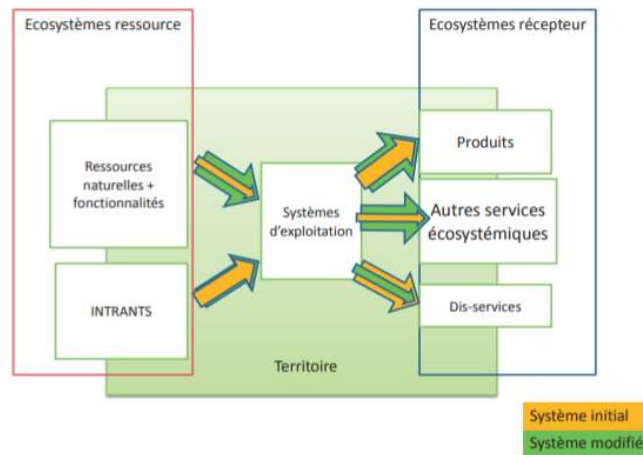 Ecosystèmes ressource
Ecosystèmes récepteur
Ressources
naturelles +
fonctionnalités
INTRANTS
Systèmes
d'exploitation
Produits
Autres services
écosystémiques
Dis-services
Territoire
Système initial
Système modifié